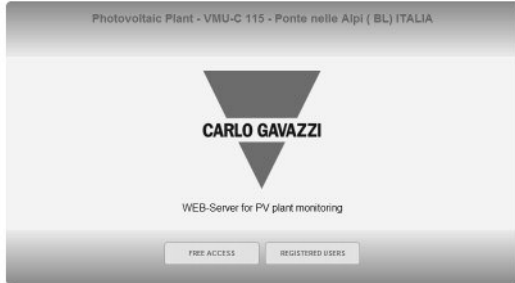 Photovoltaic Plant - VMU-C 115 - Ponte nelle Alpi ( BL) ITALIA
CARLO GAVAZZI
WEB-Server for PV plant monitoring
FREE ACCESS REGISTERED USERS